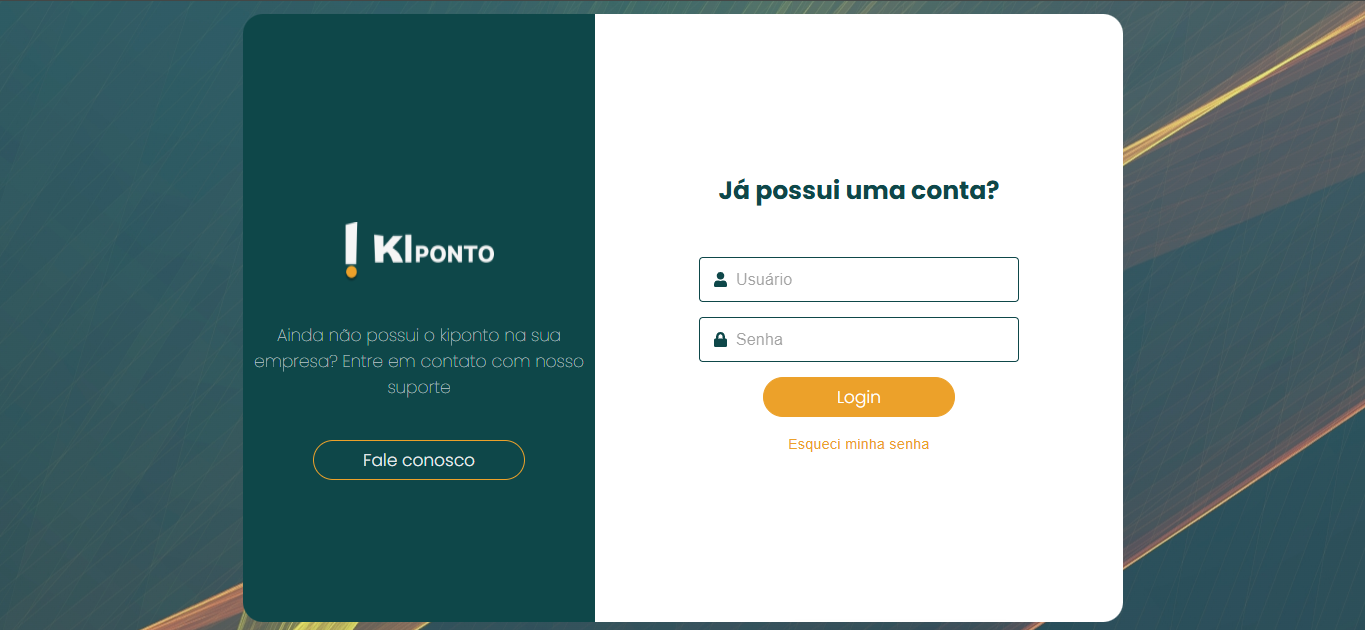 KIPONTO
Ainda não possui o kiponto na sua
empresa? Entre em contato com nosso
suporte
Fale conosco
Já possui uma conta?
Usuário
Senha
Login
Esqueci minha senha